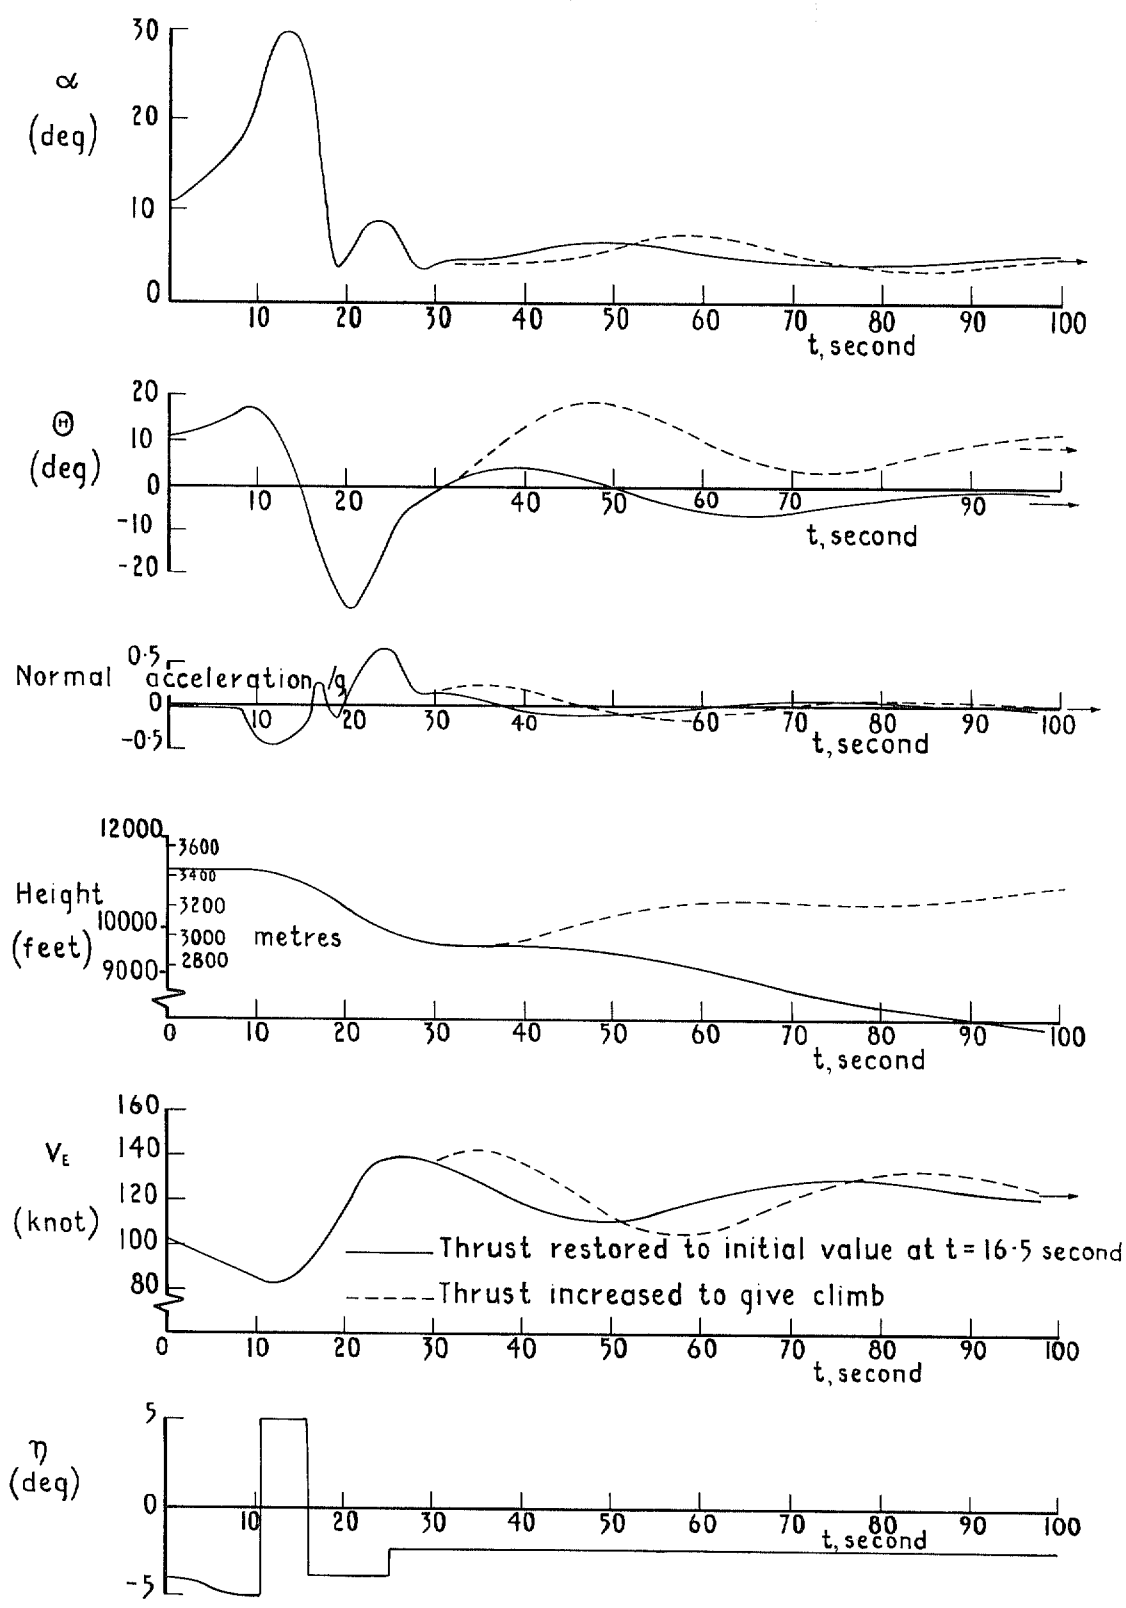 30
α
(deg)
20
10
0
10 20 30 40 50 60 70 80 90 100
t, second
20
Θ
(deg)
10
0
10 20 30 40 50 60 70 90
-10
-20
t, second
Normal acceleration/g
0·5
0
-0·5
10 20 30 40 50 60 70 80 90 100
t, second
12000
3600
3400
Height
(feet)
3200
10000
3000
metres
2800
9000
0 10 20 30 40 50 60 70 80 90 100
t, second
160
V_E
(knot)
140
120
100
80
Thrust restored to initial value at t=16·5 second
Thrust increased to give climb
0 10 20 30 40 50 60 70 80 90 100
t, second
5
η
(deg)
0
10 20 30 40 50 60 70 80 90 100
t, second
-5